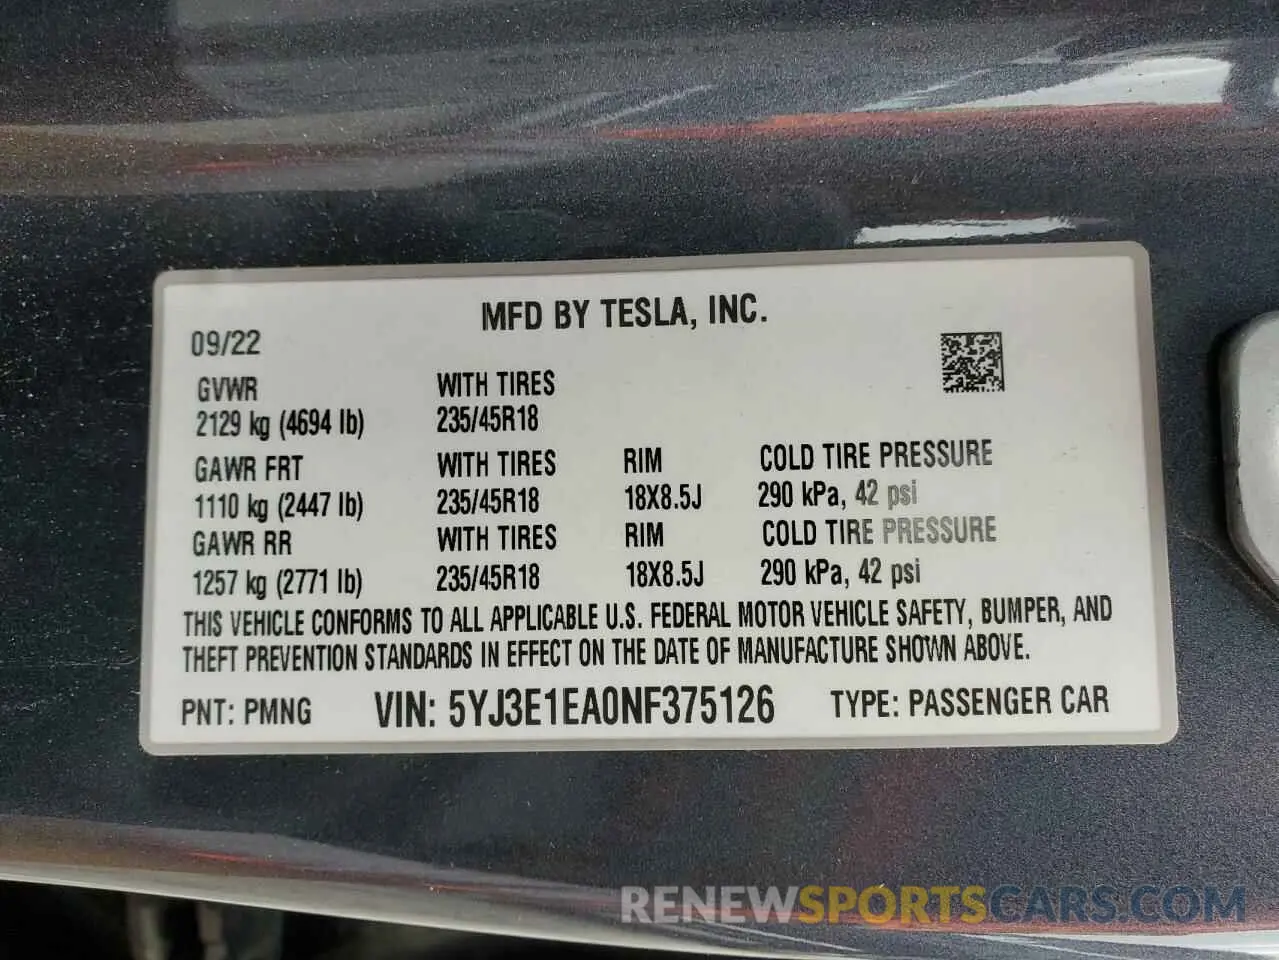 MFD BY TESLA, INC.
09/22
GVWR WITH TIRES
2129 kg (4694 lb) 235/45R18
GAWR FRT WITH TIRES RIM COLD TIRE PRESSURE
1110 kg (2447 lb) 235/45R18 18X8.5J 290 kPa, 42 psi
GAWR RR WITH TIRES RIM COLD TIRE PRESSURE
1257 kg (2771 lb) 235/45R18 18X8.5J 290 kPa, 42 psi
THIS VEHICLE CONFORMS TO ALL APPLICABLE U.S. FEDERAL MOTOR VEHICLE SAFETY, BUMPER, AND
THEFT PREVENTION STANDARDS IN EFFECT ON THE DATE OF MANUFACTURE SHOWN ABOVE.
PNT: PMNG VIN: 5YJ3E1EA0NF375126 TYPE: PASSENGER CAR
RENEWSPORTSCARS.COM